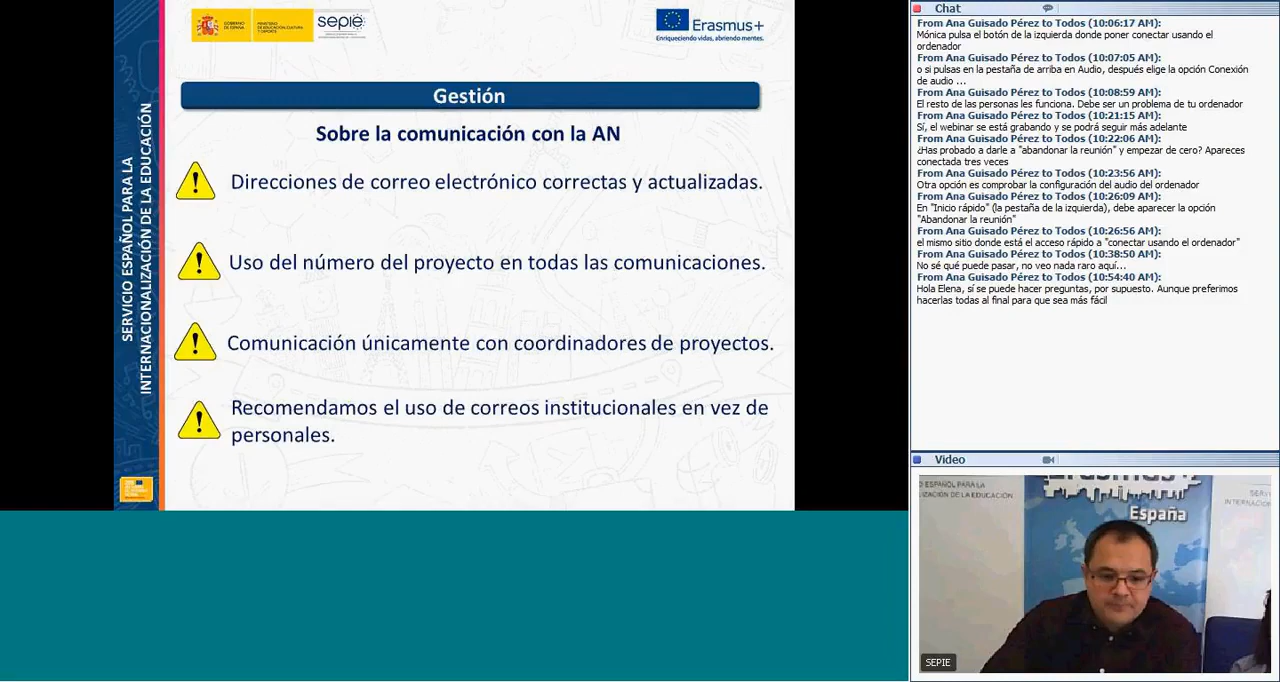 GOBIERNO
DE ESPAÑA
MINISTERIO
DE EDUCACIÓN, CULTURA
Y DEPORTE
sepie
Erasmus+
Enriqueciendo vidas, abriendo mentes.
SERVICIO ESPAÑOL PARA LA
INTERNACIONALIZACIÓN DE LA EDUCACIÓN
Gestión
Sobre la comunicación con la AN
Direcciones de correo electrónico correctas y actualizadas.
Uso del número del proyecto en todas las comunicaciones.
Comunicación únicamente con coordinadores de proyectos.
Recomendamos el uso de correos institucionales en vez de
personales.
Chat
From Ana Guisado Pérez to Todos (10:06:17 AM):
Mónica pulsa el botón de la izquierda donde poner conectar usando el
ordenador
From Ana Guisado Pérez to Todos (10:07:05 AM):
o si pulsas en la pestaña de arriba en Audio, después elige la opción Conexión
de audio ...
From Ana Guisado Pérez to Todos (10:08:59 AM):
El resto de las personas les funciona. Debe ser un problema de tu ordenador
From Ana Guisado Pérez to Todos (10:21:15 AM):
Sí, el webinar se está grabando y se podrá seguir más adelante
From Ana Guisado Pérez to Todos (10:22:06 AM):
¿Has probado a darle a "abandonar la reunión" y empezar de cero? Apareces
conectada tres veces
From Ana Guisado Pérez to Todos (10:23:56 AM):
Otra opción es comprobar la configuración del audio del ordenador
From Ana Guisado Pérez to Todos (10:26:09 AM):
En "Inicio rápido" (la pestaña de la izquierda), debe aparecer la opción
"Abandonar la reunión"
From Ana Guisado Pérez to Todos (10:26:56 AM):
el mismo sitio donde está el acceso rápido a "conectar usando el ordenador"
From Ana Guisado Pérez to Todos (10:38:50 AM):
No sé qué puede pasar, no veo nada raro aquí...
From Ana Guisado Pérez to Todos (10:54:40 AM):
Hola Elena, sí se puede hacer preguntas, por supuesto. Aunque preferimos
hacerlas todas al final para que sea más fácil
Video
ESPAÑOL PARA LA
DE LA EDUCACIÓN
España
SEPIE